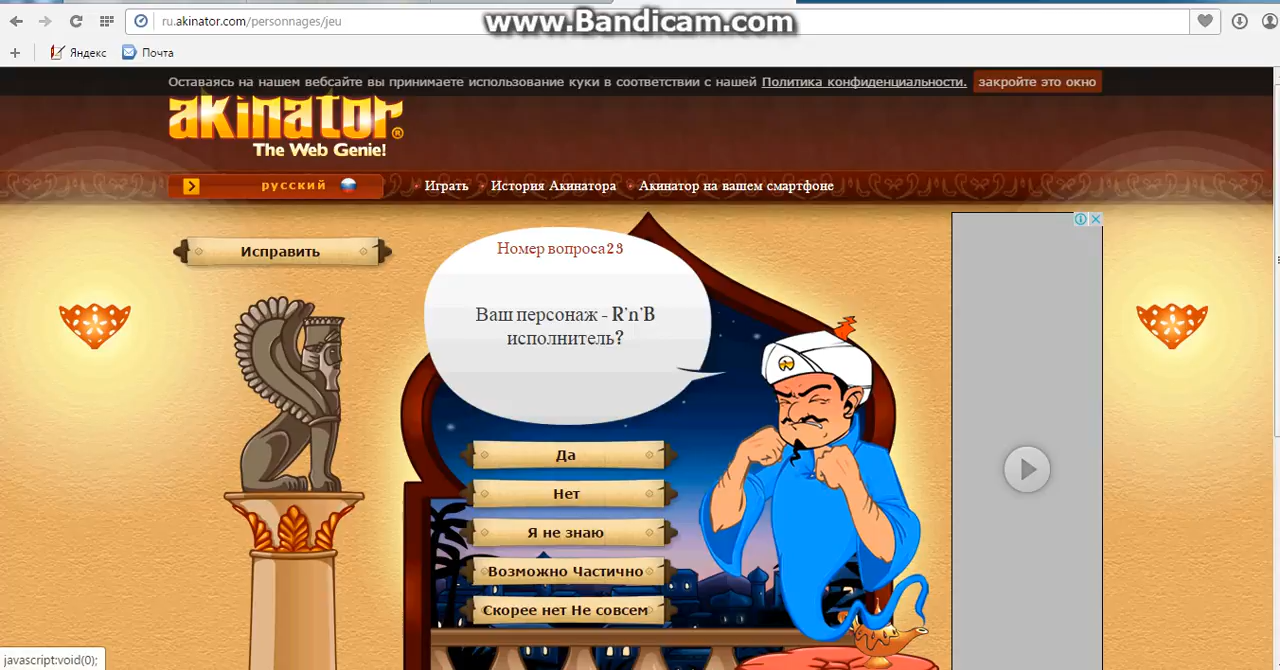 www.Bandicam.com
ru.akinator.com/personnages/jeu
Яндекс
Почта
Оставаясь на нашем вебсайте вы принимаете использование куки в соответствии с нашей Политика конфиденциальности. закройте это окно
akinator®
The Web Genie!
русский
Играть
История Акинатора
Акинатор на вашем смартфоне
Исправить
Номер вопроса23
Ваш персонаж - R'n'B
исполнитель?
Да
Нет
Я не знаю
Возможно Частично
Скорее нет Не совсем
javascript:void(0);